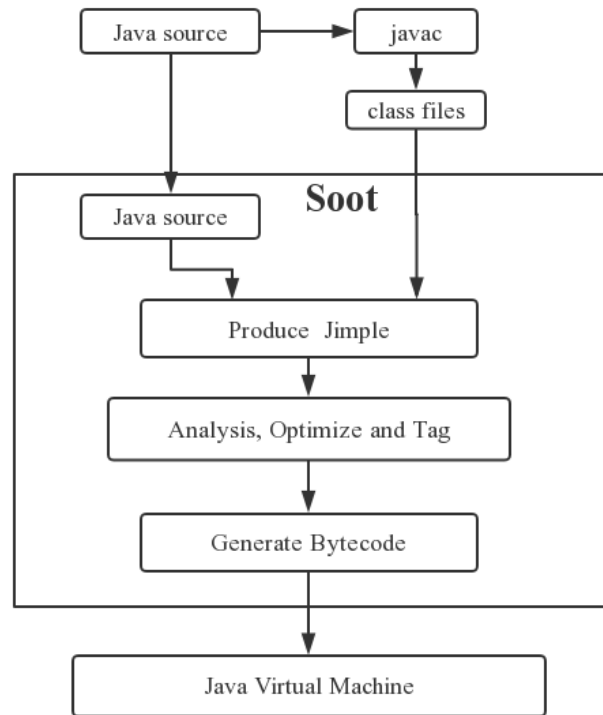 Java source
javac
class files
Soot
Java source
Produce Jimple
Analysis, Optimize and Tag
Generate Bytecode
Java Virtual Machine